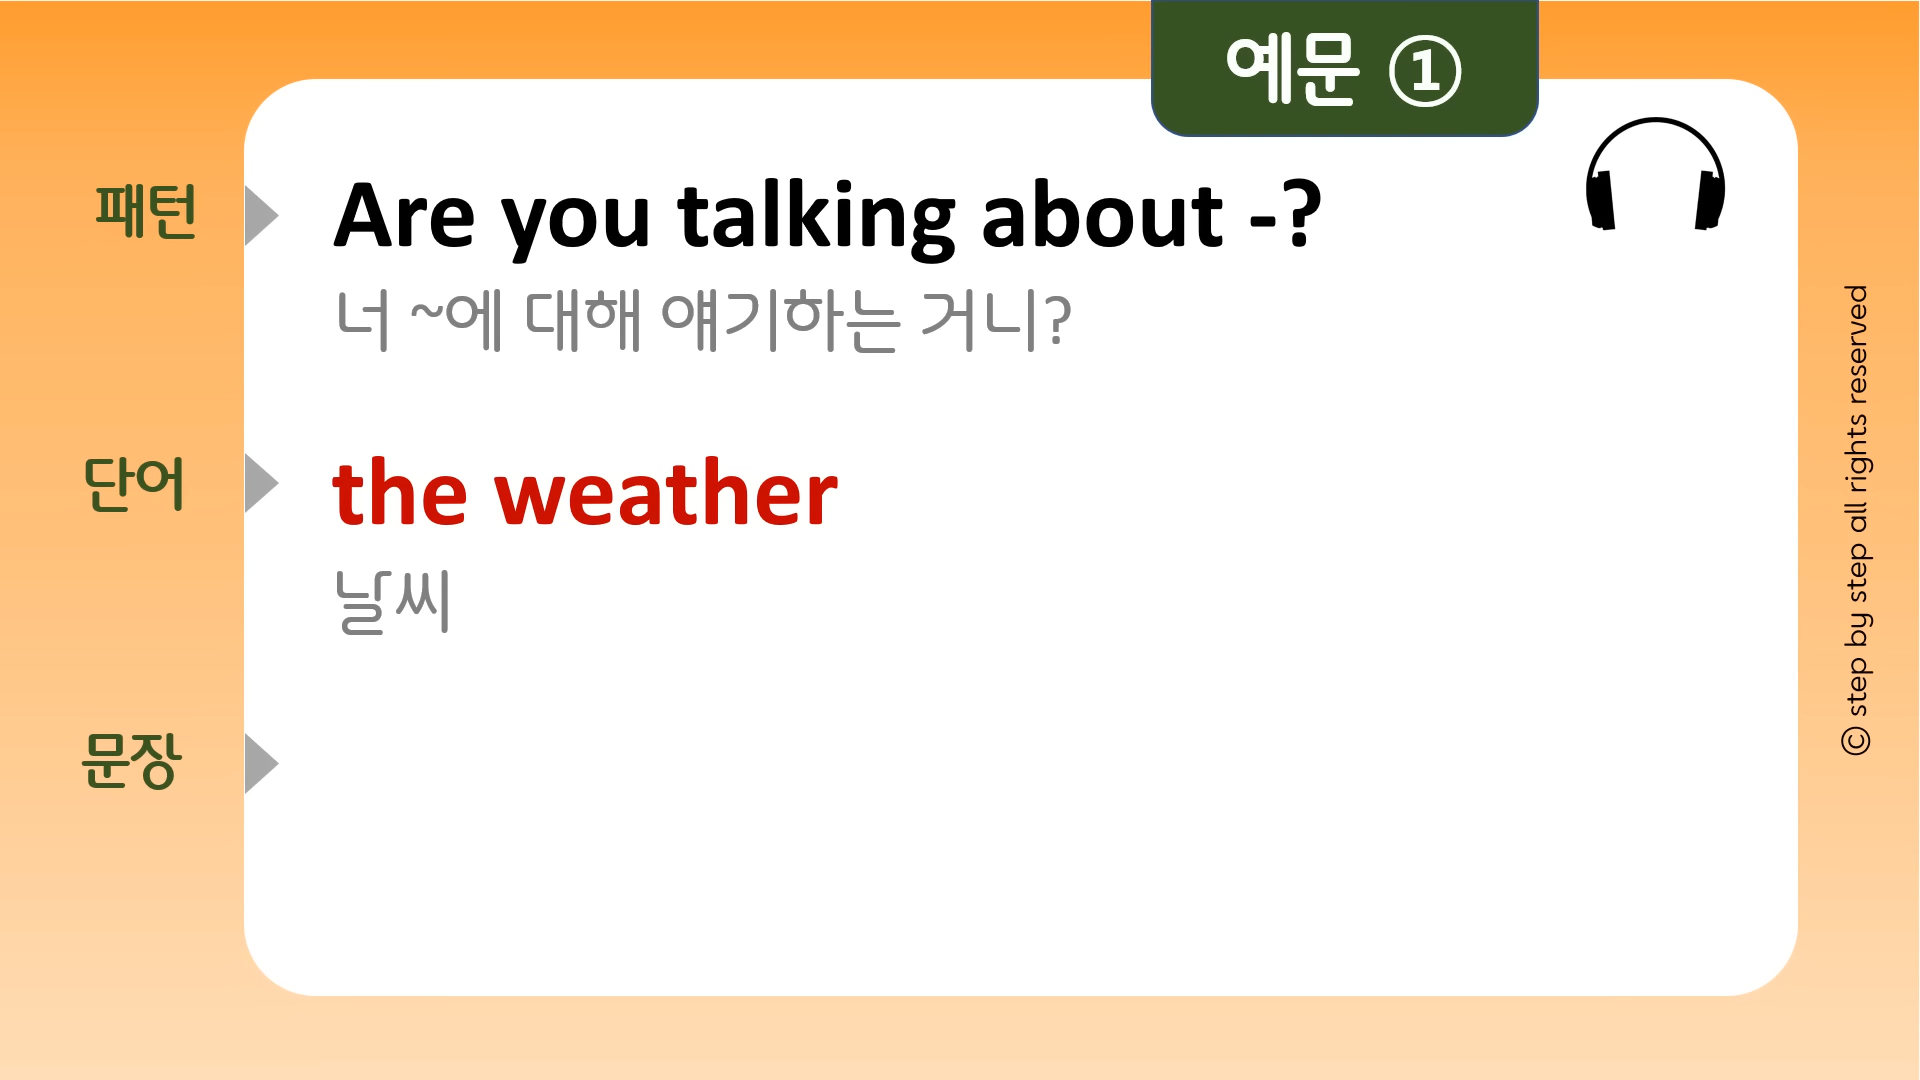 예문 ①
패턴
Are you talking about -?
너 ~에 대해 얘기하는 거니?
단어
the weather
날씨
문장
© step by step all rights reserved